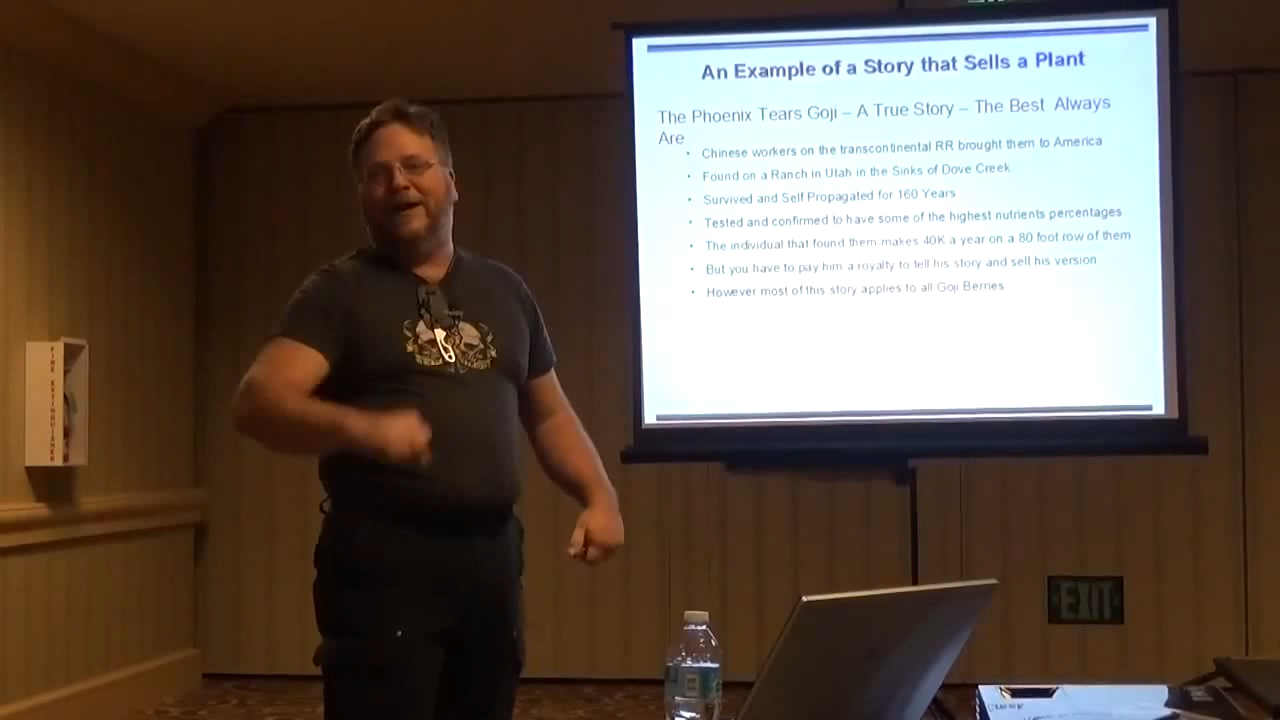 An Example of a Story that Sells a Plant
The Phoenix Tears Goji – A True Story – The Best Always
Are
• Chinese workers on the transcontinental RR brought them to America
• Found on a Ranch in Utah in the Sinks of Dove Creek
• Survived and Self Propagated for 160 Years
• Tested and confirmed to have some of the highest nutrients percentages
• The individual that found them makes 40K a year on a 80 foot row of them
• But you have to pay him a royalty to tell his story and sell his version
• However most of this story applies to all Goji Berries
FIRE EXTINGUISHER
EXIT